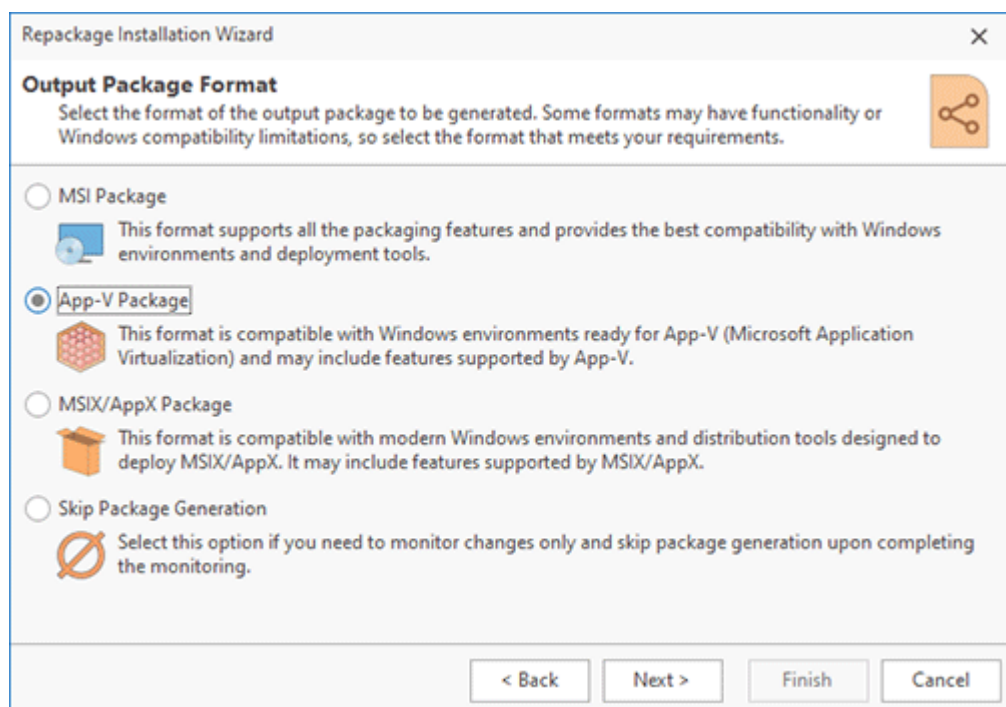 Repackage Installation Wizard
Output Package Format
Select the format of the output package to be generated. Some formats may have functionality or
Windows compatibility limitations, so select the format that meets your requirements.
MSI Package
This format supports all the packaging features and provides the best compatibility with Windows
environments and deployment tools.
App-V Package
This format is compatible with Windows environments ready for App-V (Microsoft Application
Virtualization) and may include features supported by App-V.
MSIX/AppX Package
This format is compatible with modern Windows environments and distribution tools designed to
deploy MSIX/AppX. It may include features supported by MSIX/AppX.
Skip Package Generation
Select this option if you need to monitor changes only and skip package generation upon completing
the monitoring.
< Back Next > Finish Cancel